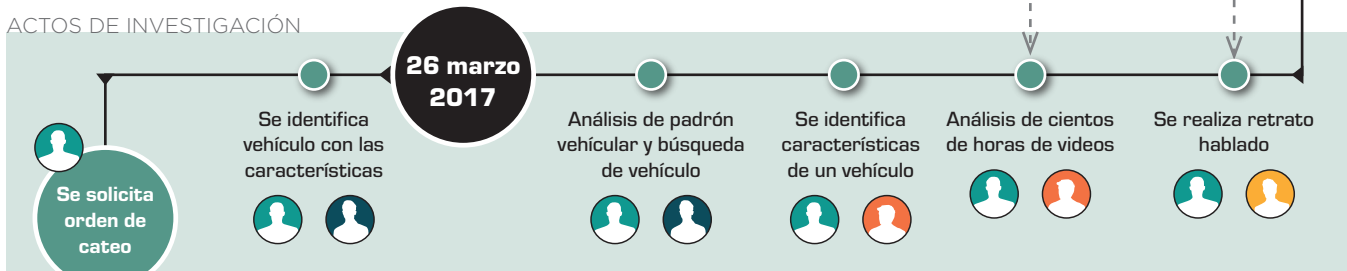 ACTOS DE INVESTIGACIÓN
26 marzo
2017
Se identifica
vehículo con las
características
Análisis de padrón
vehícular y búsqueda
de vehículo
Se identifica
características
de un vehículo
Análisis de cientos
de horas de videos
Se realiza retrato
hablado
Se solicita
orden de
cateo